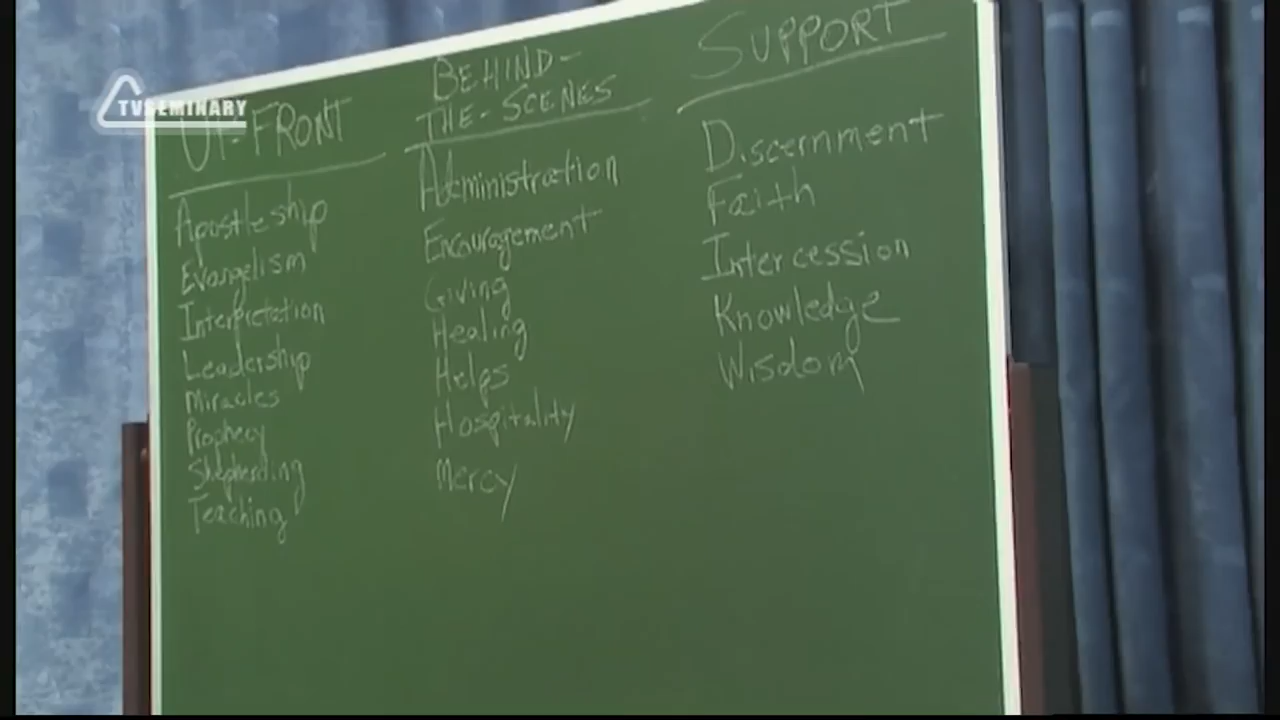 TVSEMINARY
UP-FRONT
Apostleship
Evangelism
Interpretation
Leadership
Miracles
Prophecy
Shepherding
Teaching
BEHIND-
THE-SCENES
Administration
Encouragement
Giving
Healing
Helps
Hospitality
Mercy
SUPPORT
Discernment
Faith
Intercession
Knowledge
Wisdom